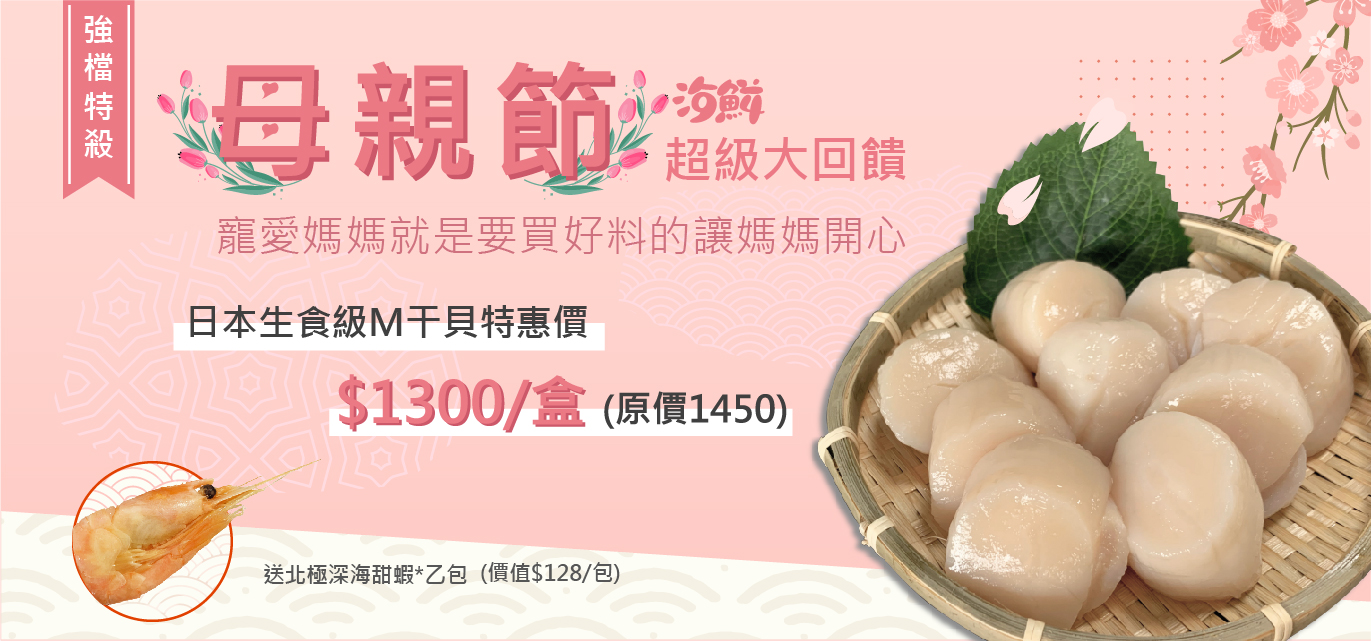 強檔特殺
母親節
海鮮
超級大回饋
寵愛媽媽就是要買好料的讓媽媽開心
日本生食級M干貝特惠價
$1300/盒 (原價1450)
送北極深海甜蝦*乙包 (價值$128/包)